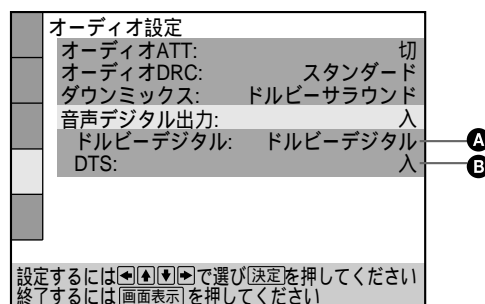 オーディオ設定
オーディオATT: 切
オーディオDRC: スタンダード
ダウンミックス: ドルビーサラウンド
音声デジタル出力: 入
ドルビーデジタル: ドルビーデジタル A
DTS: 入 B
設定するには←↑↓→で選び決定を押してください
終了するには画面表示を押してください